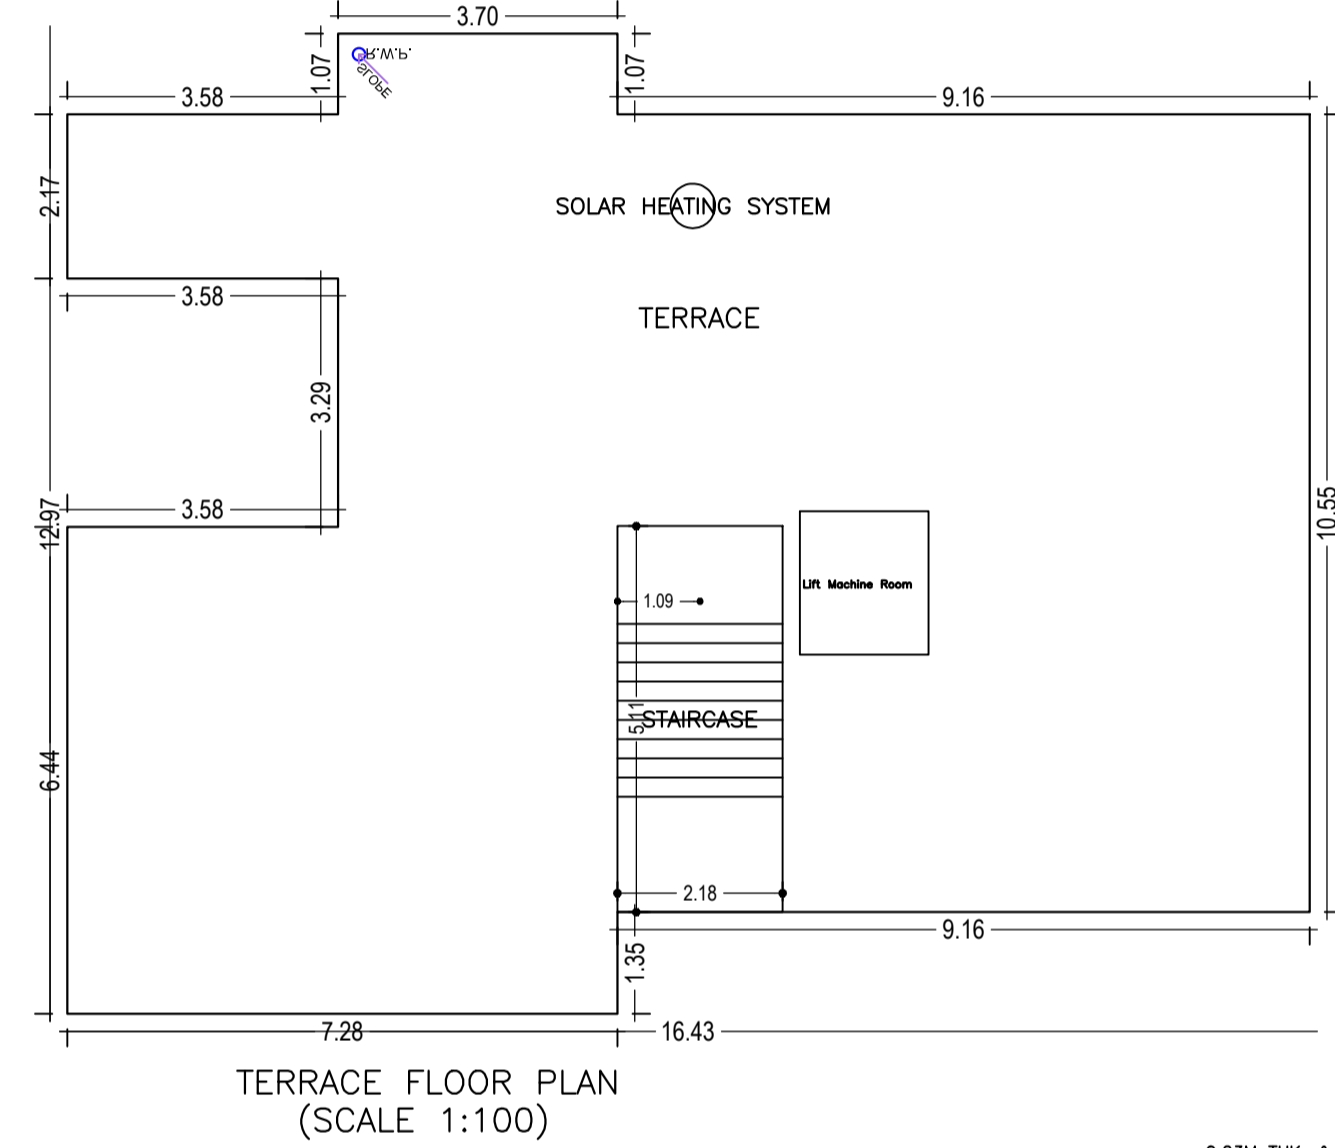 3.70
R.W.P.
SLOPE
1.07
1.07
3.58
9.16
2.17
SOLAR HEATING SYSTEM
3.58
TERRACE
3.29
3.58
12.97
10.55
Lift Machine Room
1.09
5.11
STAIRCASE
6.44
2.18
9.16
1.35
7.28
16.43
TERRACE FLOOR PLAN
(SCALE 1:100)